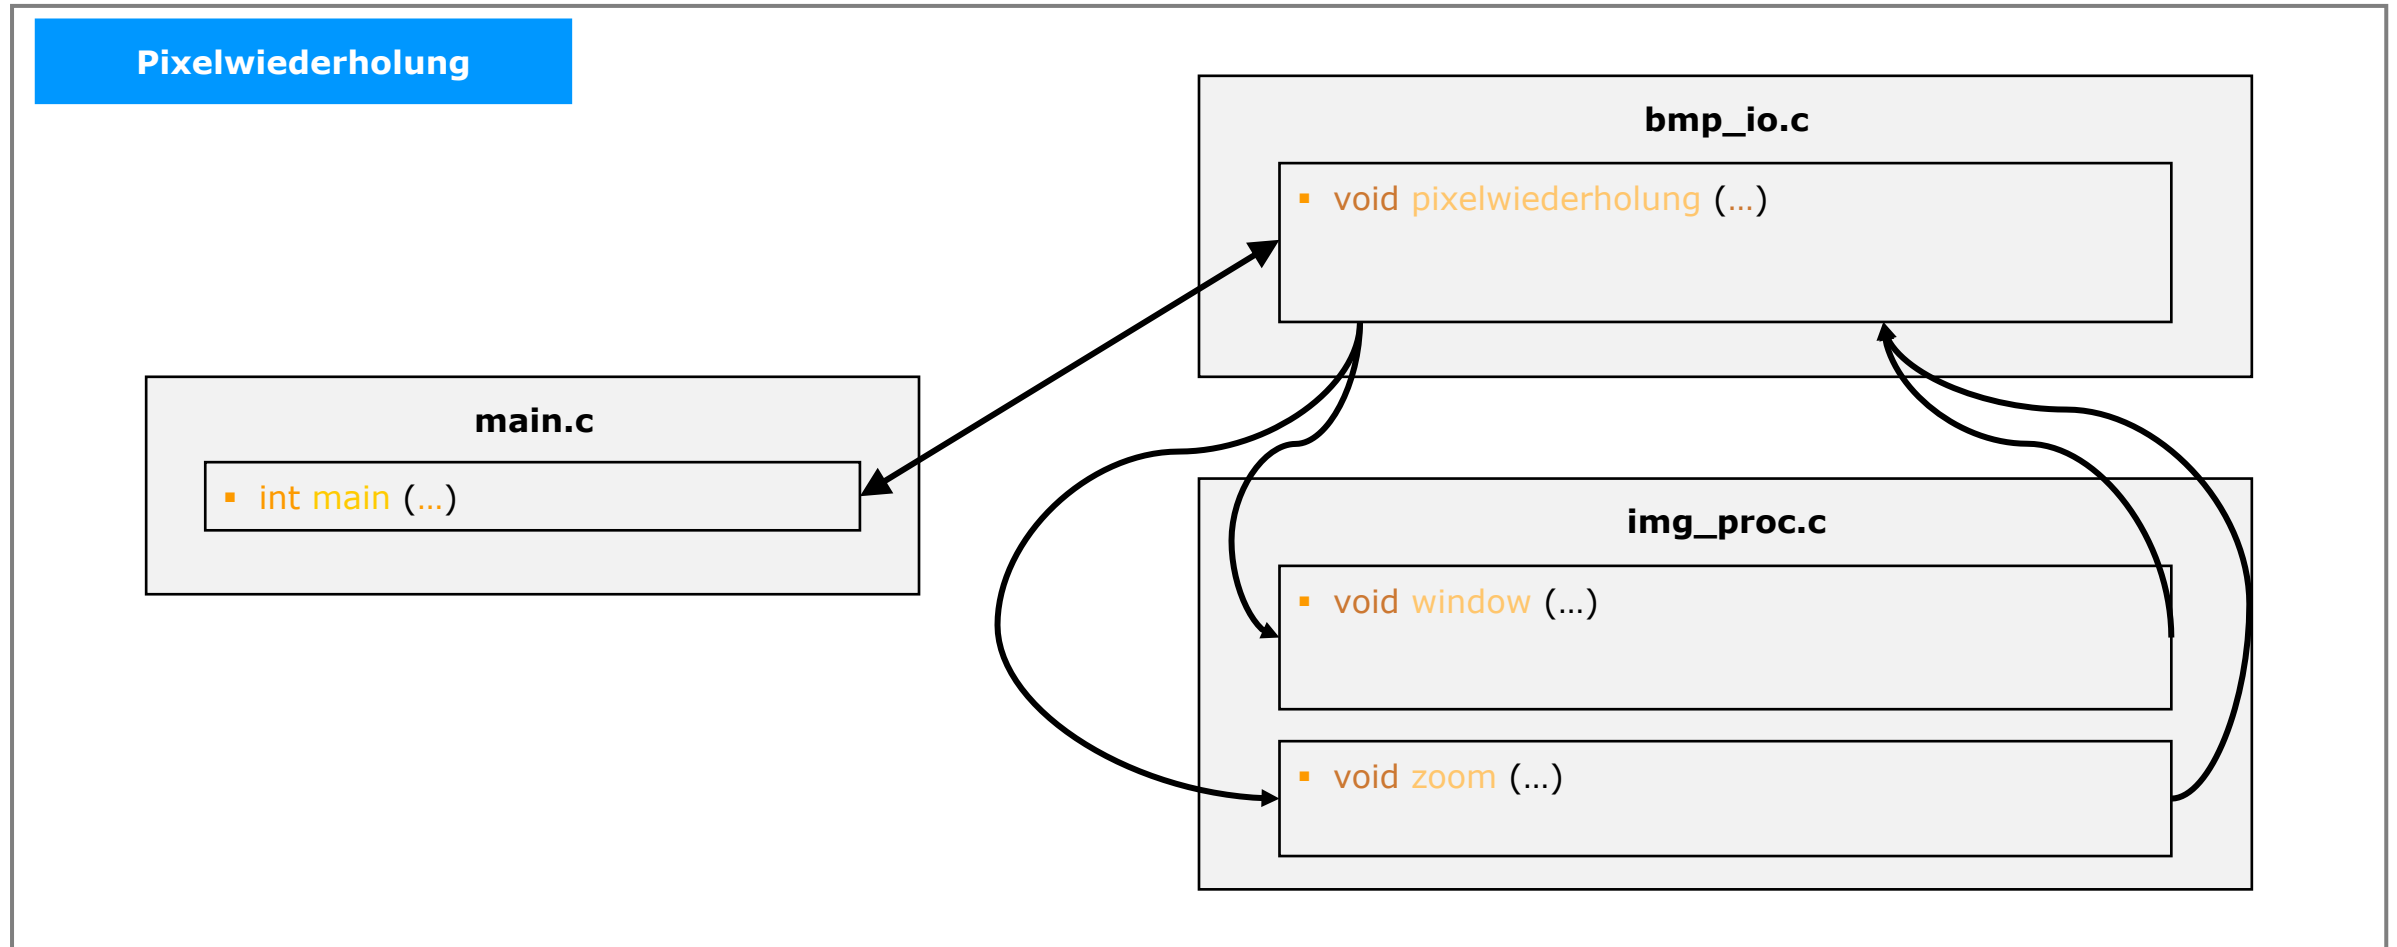 Pixelwiederholung
bmp_io.c
▪ void pixelwiederholung (…)
main.c
▪ int main (…)
img_proc.c
▪ void window (…)
▪ void zoom (…)